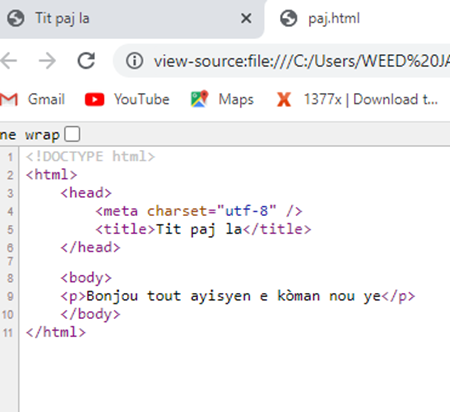 Tit paj la × paj.html
view-source:file:///C:/Users/WEED%20JA
Gmail YouTube Maps 1377x | Download t...
ne wrap
1 <!DOCTYPE html>
2 <html>
3     <head>
4         <meta charset="utf-8" />
5         <title>Tit paj la</title>
6     </head>
7
8     <body>
9     <p>Bonjou tout ayisyen e kòman nou ye</p>
10     </body>
11 </html>